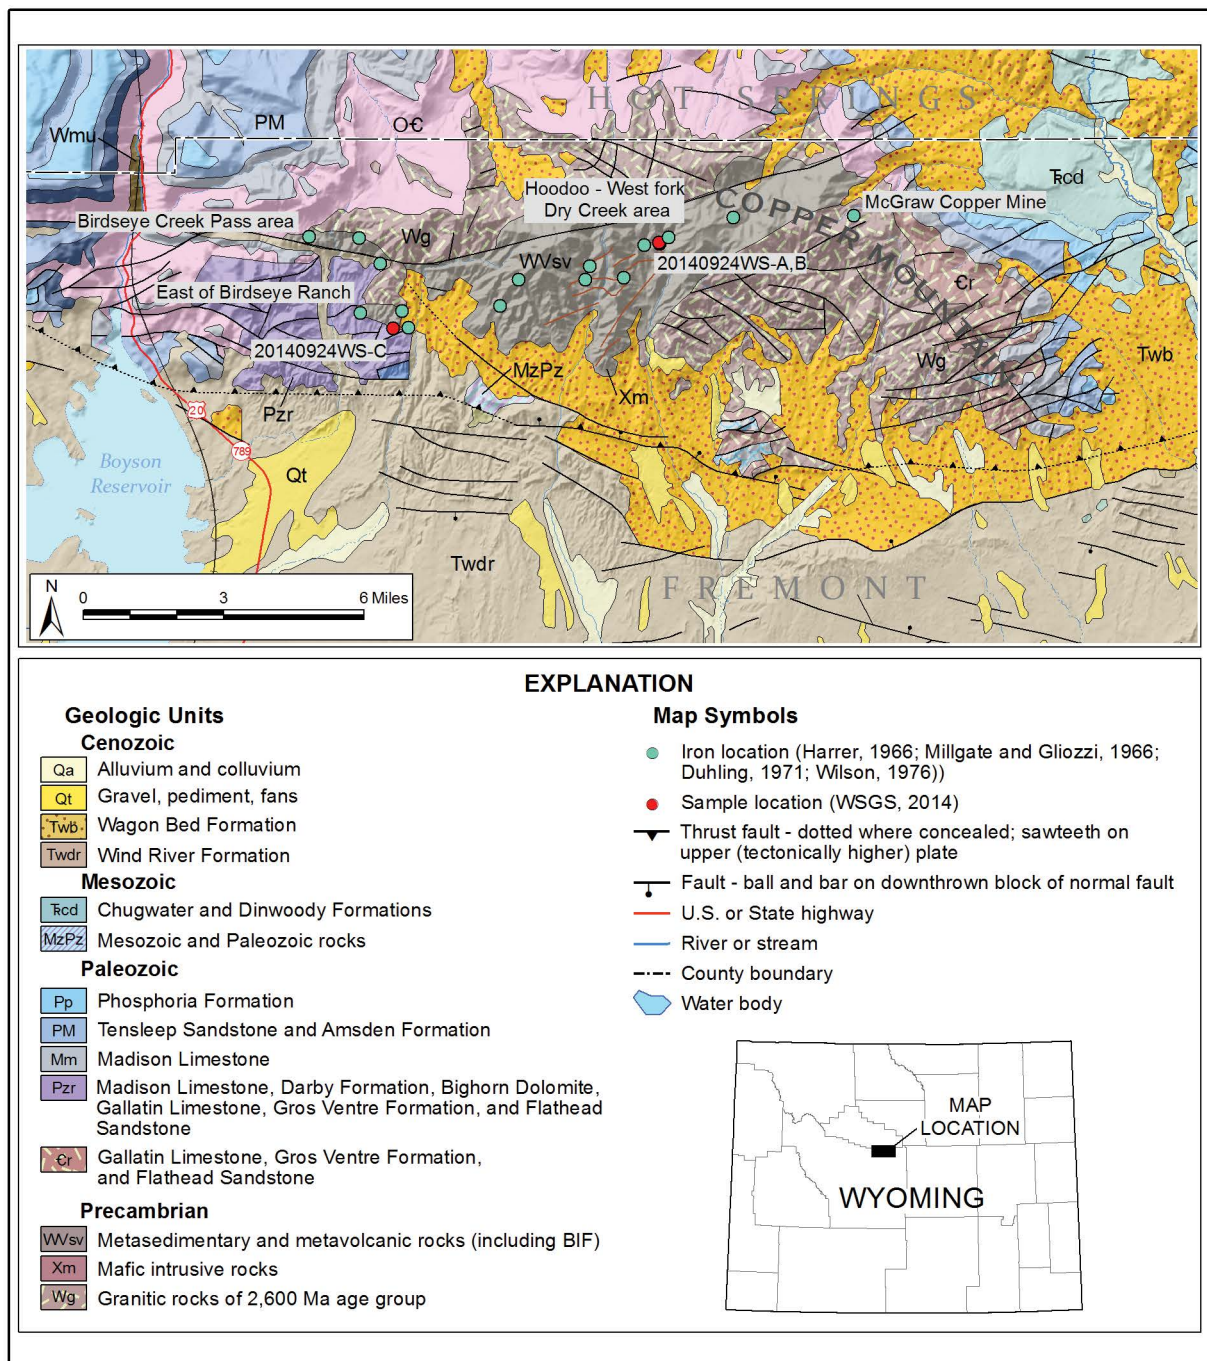 HOT SPRINGS
Wmu
PM
OЄ
Hoodoo - West fork
Dry Creek area
COPPER MOUNTAIN
McGraw Copper Mine
Birdseye Creek Pass area
Wg
WVsv
20140924WS-A,B
Ꞓr
Ƭcd
East of Birdseye Ranch
20140924WS-C
MzPz
Xm
Wg
Twb
Pzr
20
789
Boyson
Reservoir
Qt
Twdr
FREMONT
N
0 3 6 Miles
EXPLANATION
Geologic Units
Cenozoic
Qa Alluvium and colluvium
Qt Gravel, pediment, fans
Twb Wagon Bed Formation
Twdr Wind River Formation
Mesozoic
Ƭcd Chugwater and Dinwoody Formations
MzPz Mesozoic and Paleozoic rocks
Paleozoic
Pp Phosphoria Formation
PM Tensleep Sandstone and Amsden Formation
Mm Madison Limestone
Pzr Madison Limestone, Darby Formation, Bighorn Dolomite,
Gallatin Limestone, Gros Ventre Formation, and Flathead
Sandstone
Єr Gallatin Limestone, Gros Ventre Formation,
and Flathead Sandstone
Precambrian
WVsv Metasedimentary and metavolcanic rocks (including BIF)
Xm Mafic intrusive rocks
Wg Granitic rocks of 2,600 Ma age group
Map Symbols
Iron location (Harrer, 1966; Millgate and Gliozzi, 1966;
Duhling, 1971; Wilson, 1976))
Sample location (WSGS, 2014)
Thrust fault - dotted where concealed; sawteeth on
upper (tectonically higher) plate
Fault - ball and bar on downthrown block of normal fault
U.S. or State highway
River or stream
County boundary
Water body
MAP
LOCATION
WYOMING